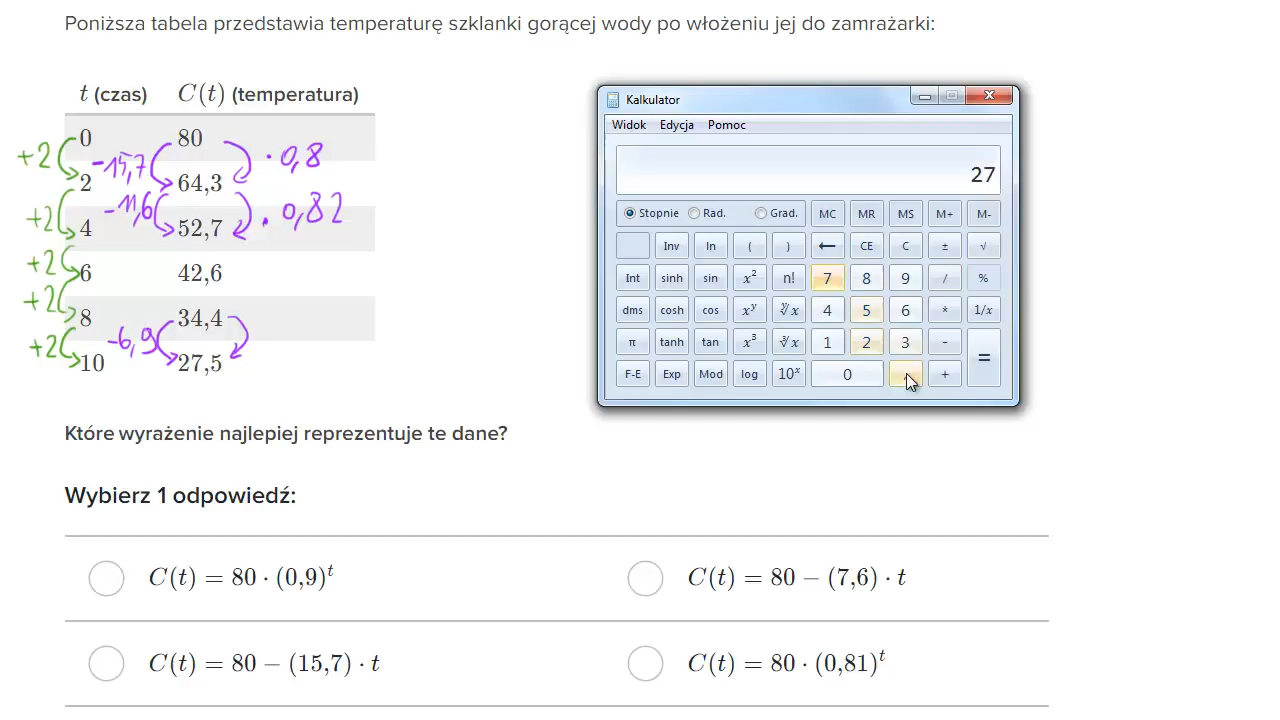 Poniższa tabela przedstawia temperaturę szklanki gorącej wody po włożeniu jej do zamrażarki:
t (czas) C(t) (temperatura)
0 80
2 64,3
4 52,7
6 42,6
8 34,4
10 27,5
+2
+2
+2
+2
+2
-15,7
-11,6
-6,9
· 0,8
· 0,82
Kalkulator
Widok Edycja Pomoc
27
Stopnie Rad. Grad. MC MR MS M+ M-
Inv ln ( ) ← CE C ± √
Int sinh sin x² n! 7 8 9 / %
dms cosh cos xʸ ʸ√x 4 5 6 * 1/x
π tanh tan x³ ³√x 1 2 3 - =
F-E Exp Mod log 10ˣ 0 , +
Które wyrażenie najlepiej reprezentuje te dane?
Wybierz 1 odpowiedź:
C(t) = 80 · (0,9)ᵗ
C(t) = 80 − (7,6) · t
C(t) = 80 − (15,7) · t
C(t) = 80 · (0,81)ᵗ